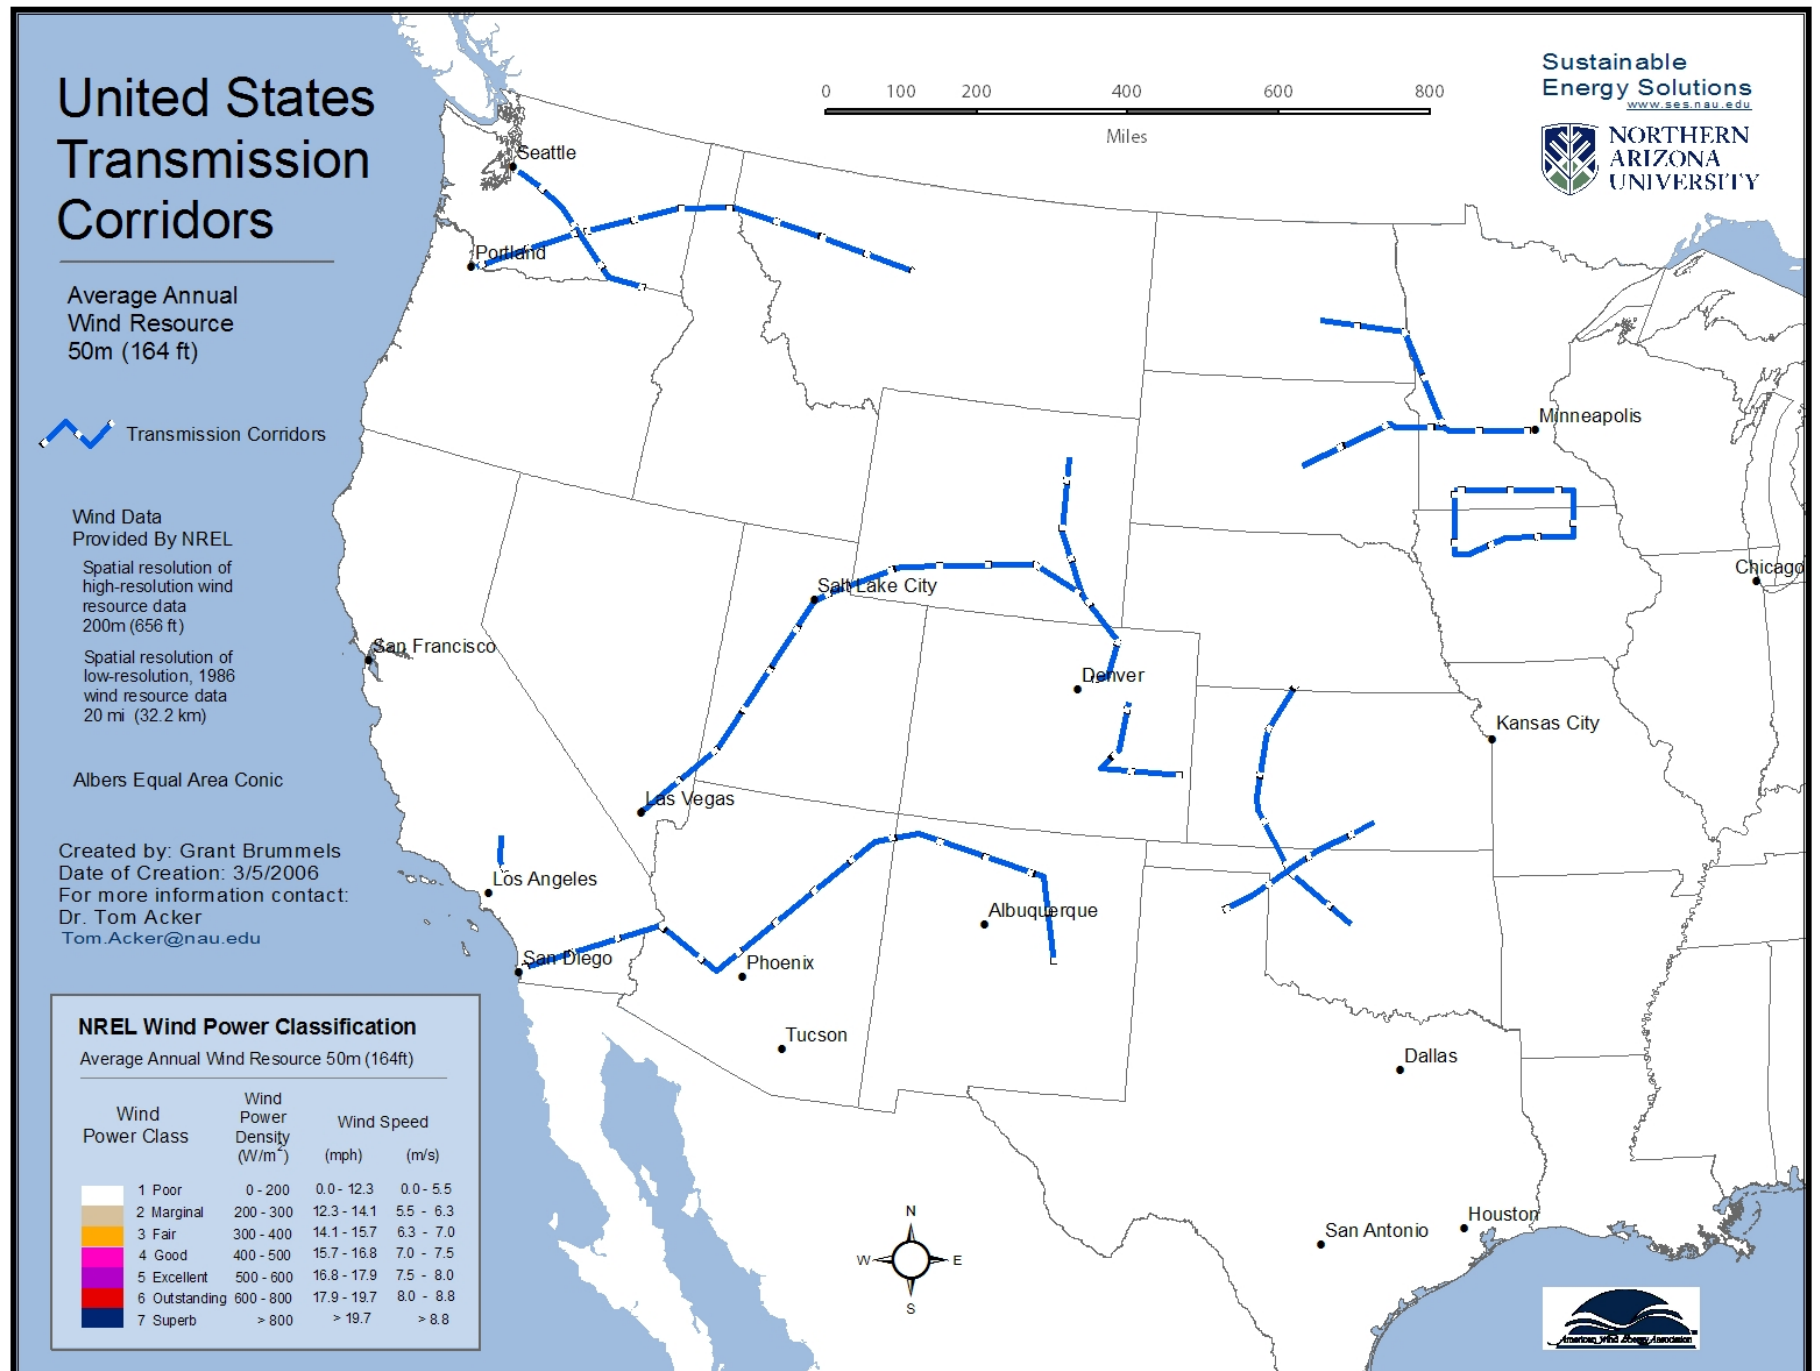 United States
Transmission
Corridors
Average Annual
Wind Resource
50m (164 ft)
Transmission Corridors
Wind Data
Provided By NREL
Spatial resolution of
high-resolution wind
resource data
200m (656 ft)
Spatial resolution of
low-resolution, 1986
wind resource data
20 mi (32.2 km)
Albers Equal Area Conic
Created by: Grant Brummels
Date of Creation: 3/5/2006
For more information contact:
Dr. Tom Acker
Tom.Acker@nau.edu
NREL Wind Power Classification
Average Annual Wind Resource 50m (164ft)
Wind
Power Class
Wind
Power
Density
(W/m²)
Wind Speed
(mph) (m/s)
1 Poor 0 - 200 0.0 - 12.3 0.0 - 5.5
2 Marginal 200 - 300 12.3 - 14.1 5.5 - 6.3
3 Fair 300 - 400 14.1 - 15.7 6.3 - 7.0
4 Good 400 - 500 15.7 - 16.8 7.0 - 7.5
5 Excellent 500 - 600 16.8 - 17.9 7.5 - 8.0
6 Outstanding 600 - 800 17.9 - 19.7 8.0 - 8.8
7 Superb > 800 > 19.7 > 8.8
0 100 200 400 600 800
Miles
Sustainable
Energy Solutions
www.ses.nau.edu
NORTHERN
ARIZONA
UNIVERSITY
Seattle
Portland
Minneapolis
Chicago
Salt Lake City
San Francisco
Denver
Kansas City
Las Vegas
Los Angeles
Albuquerque
San Diego
Phoenix
Tucson
Dallas
Houston
San Antonio
N
W E
S
American Wind Energy Association